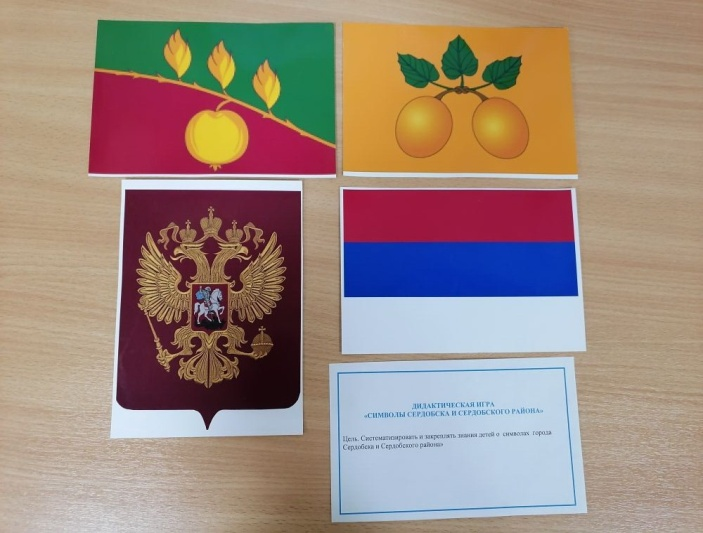 ДИДАКТИЧЕСКАЯ ИГРА
«СИМВОЛЫ СЕРДОБСКА И СЕРДОБСКОГО РАЙОНА»
Цель. Систематизировать и закреплять знания детей о символах города
Сердобска и Сердобского района»